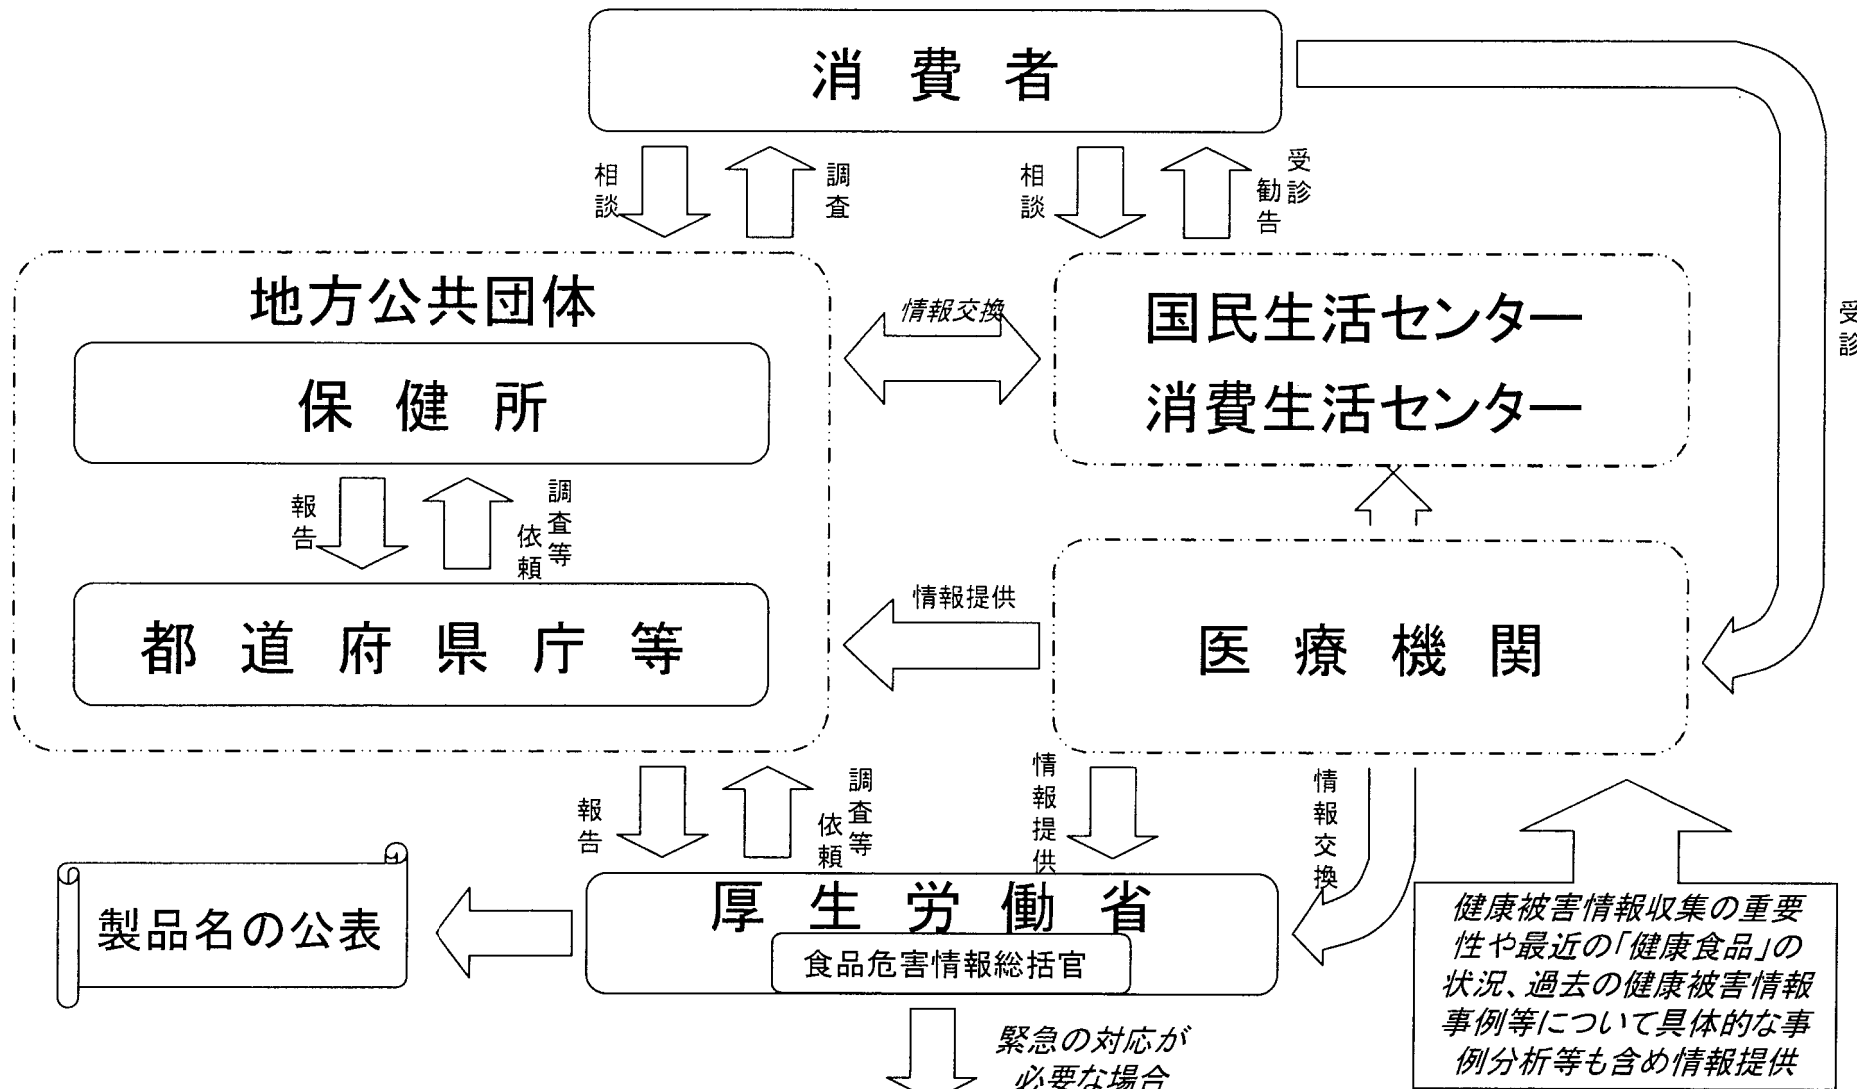 消費者
相談
調査
相談
受診
勧告
受診
地方公共団体
保健所
情報交換
国民生活センター
消費生活センター
報告
調査等
依頼
都道府県庁等
情報提供
医療機関
報告
調査等
依頼
情報提供
情報交換
製品名の公表
厚生労働省
食品危害情報総括官
健康被害情報収集の重要
性や最近の「健康食品」の
状況、過去の健康被害情報
事例等について具体的な事
例分析等も含め情報提供
緊急の対応が
必要な場合